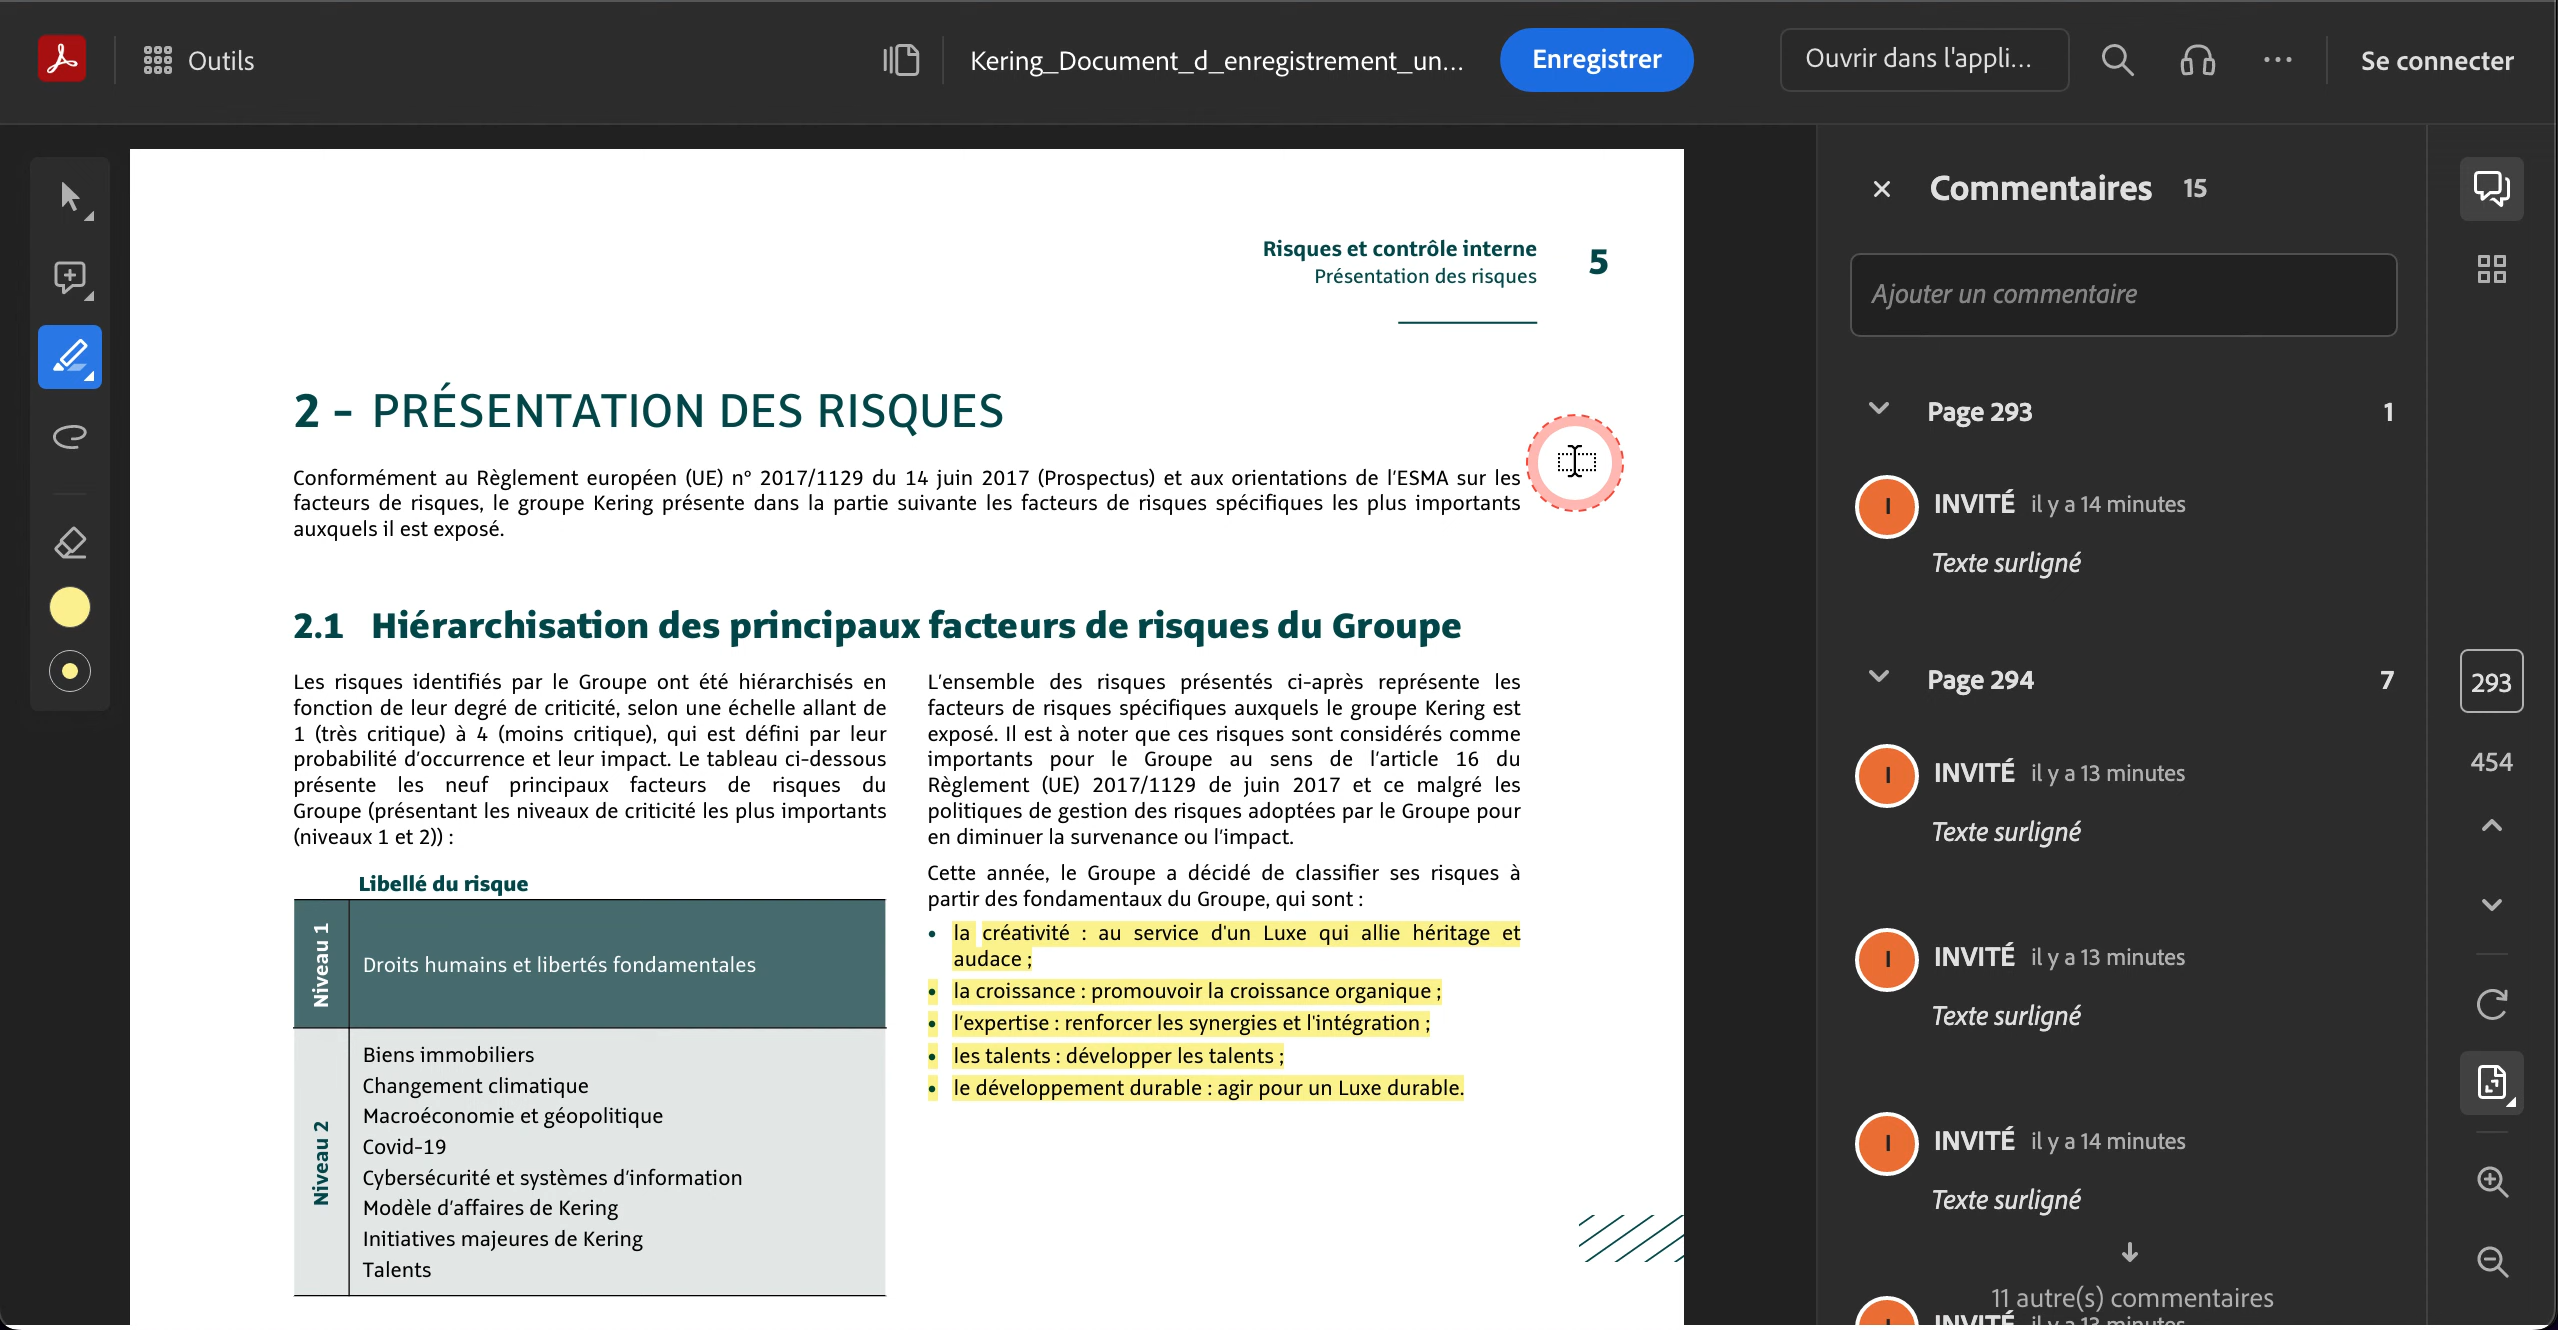 Outils
Kering_Document_d_enregistrement_un...
Enregistrer
Ouvrir dans l'appli...
Se connecter
Risques et contrôle interne
Présentation des risques
5
2 - PRÉSENTATION DES RISQUES
Conformément au Règlement européen (UE) n° 2017/1129 du 14 juin 2017 (Prospectus) et aux orientations de l'ESMA sur les
facteurs de risques, le groupe Kering présente dans la partie suivante les facteurs de risques spécifiques les plus importants
auxquels il est exposé.
2.1 Hiérarchisation des principaux facteurs de risques du Groupe
Les risques identifiés par le Groupe ont été hiérarchisés en
fonction de leur degré de criticité, selon une échelle allant de
1 (très critique) à 4 (moins critique), qui est défini par leur
probabilité d'occurrence et leur impact. Le tableau ci-dessous
présente les neuf principaux facteurs de risques du
Groupe (présentant les niveaux de criticité les plus importants
(niveaux 1 et 2)) :
Libellé du risque
Niveau 1
Droits humains et libertés fondamentales
Niveau 2
Biens immobiliers
Changement climatique
Macroéconomie et géopolitique
Covid-19
Cybersécurité et systèmes d'information
Modèle d'affaires de Kering
Initiatives majeures de Kering
Talents
L'ensemble des risques présentés ci-après représente les
facteurs de risques spécifiques auxquels le groupe Kering est
exposé. Il est à noter que ces risques sont considérés comme
importants pour le Groupe au sens de l'article 16 du
Règlement (UE) 2017/1129 de juin 2017 et ce malgré les
politiques de gestion des risques adoptées par le Groupe pour
en diminuer la survenance ou l'impact.
Cette année, le Groupe a décidé de classifier ses risques à
partir des fondamentaux du Groupe, qui sont :
• la créativité : au service d'un Luxe qui allie héritage et
audace ;
• la croissance : promouvoir la croissance organique ;
• l'expertise : renforcer les synergies et l'intégration ;
• les talents : développer les talents ;
• le développement durable : agir pour un Luxe durable.
Commentaires 15
Ajouter un commentaire
Page 293 1
I
INVITÉ il y a 14 minutes
Texte surligné
Page 294 7
I
INVITÉ il y a 13 minutes
Texte surligné
I
INVITÉ il y a 13 minutes
Texte surligné
I
INVITÉ il y a 14 minutes
Texte surligné
11 autre(s) commentaires
INVITÉ il y a 13 minutes
293
454